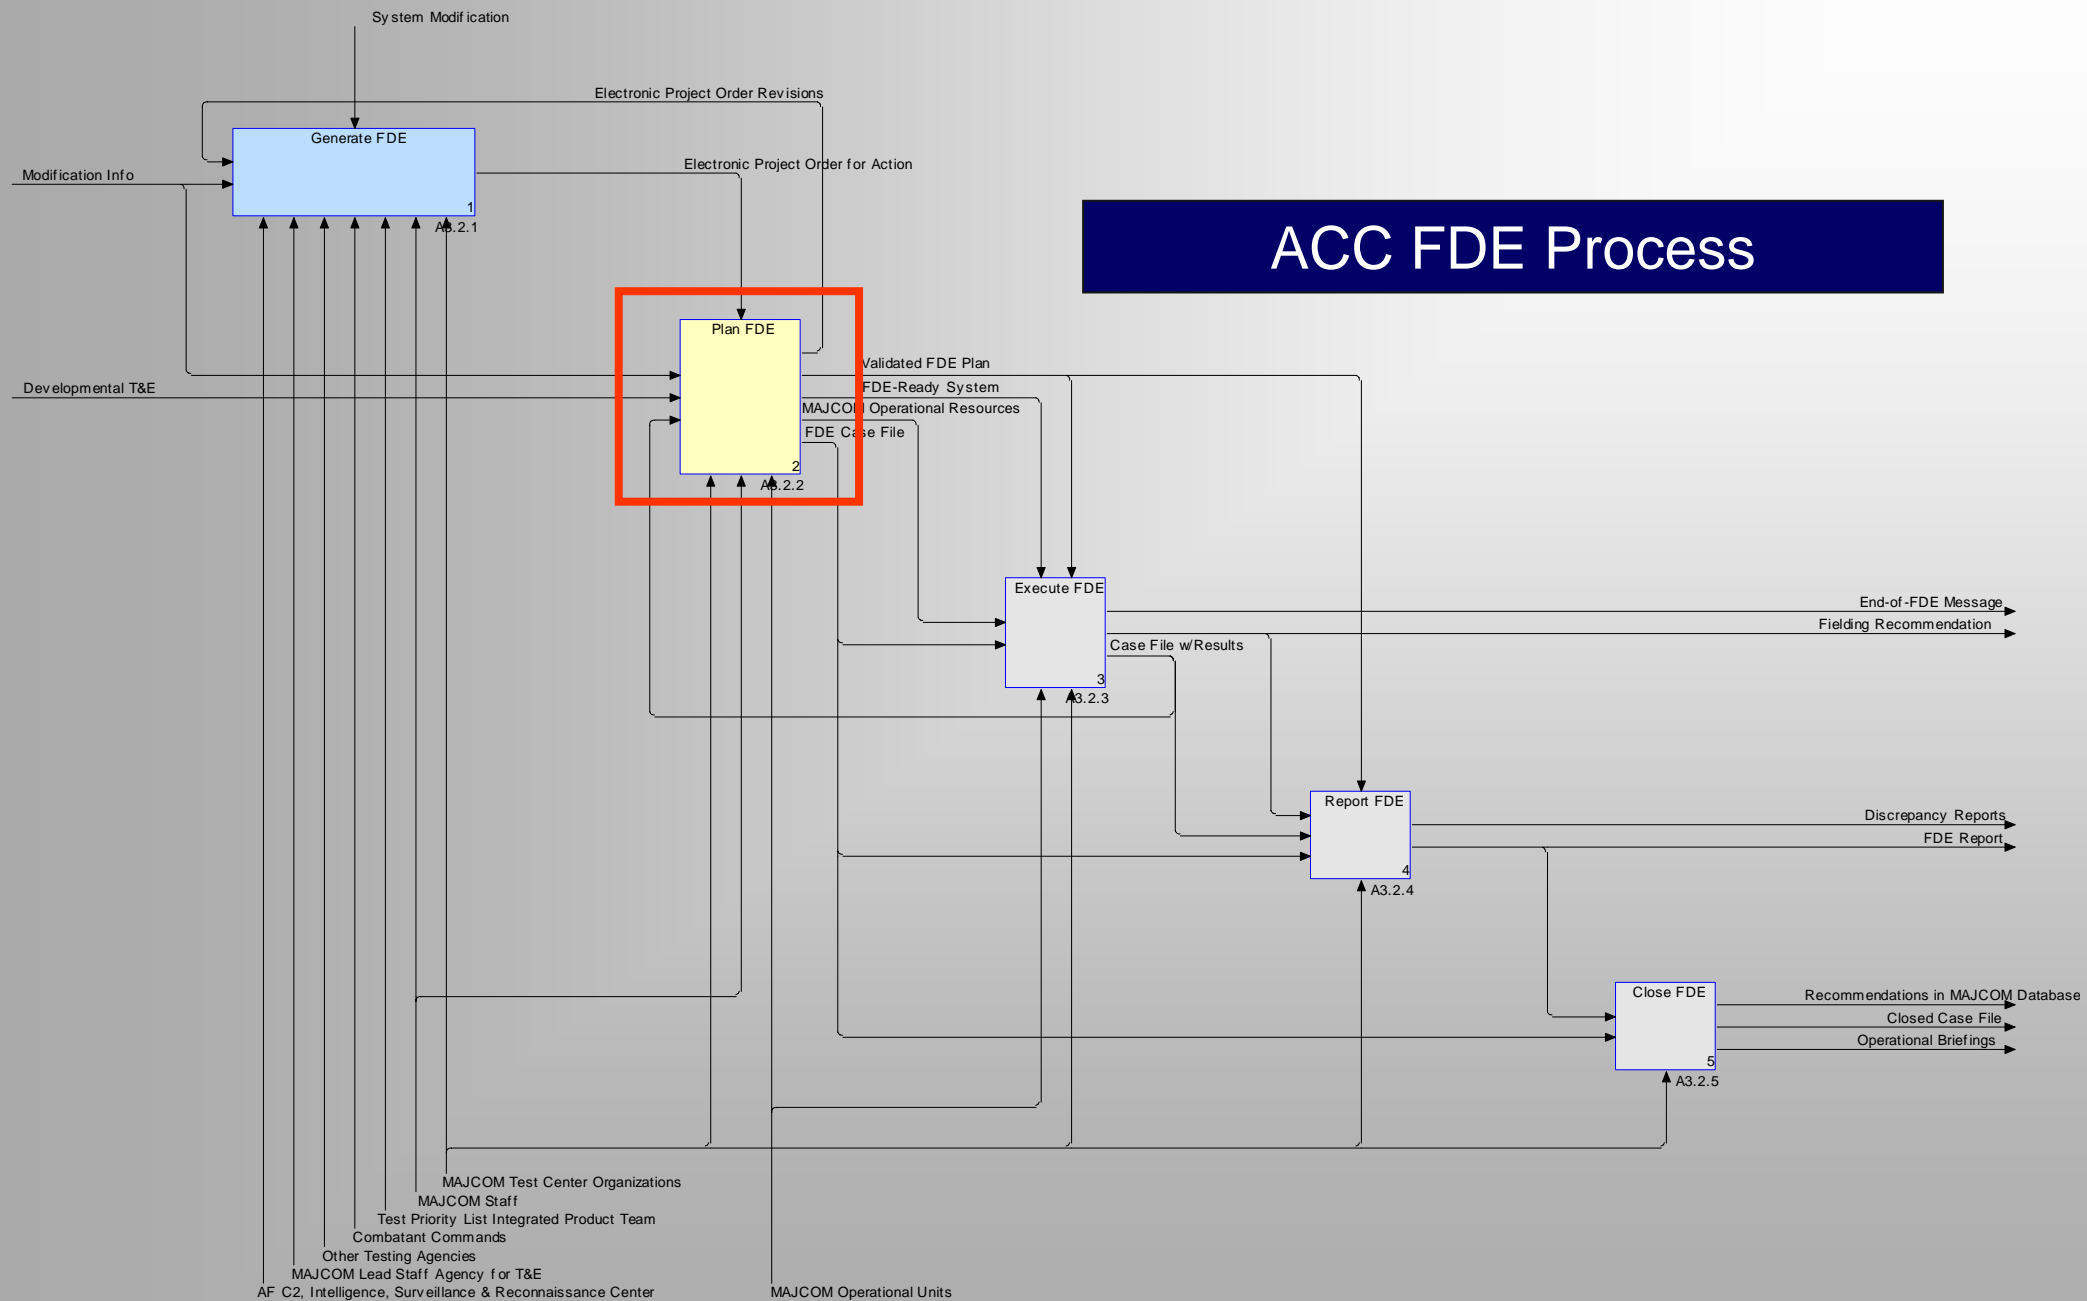 System Modification
Electronic Project Order Revisions
Generate FDE
Electronic Project Order for Action
Modification Info
1
A3.2.1
ACC FDE Process
Plan FDE
Validated FDE Plan
Developmental T&E
FDE-Ready System
MAJCOM Operational Resources
FDE Case File
2
A3.2.2
Execute FDE
End-of-FDE Message
Fielding Recommendation
Case File w/Results
3
A3.2.3
Report FDE
Discrepancy Reports
FDE Report
4
A3.2.4
Close FDE
Recommendations in MAJCOM Database
Closed Case File
Operational Briefings
5
A3.2.5
MAJCOM Test Center Organizations
MAJCOM Staff
Test Priority List Integrated Product Team
Combatant Commands
Other Testing Agencies
MAJCOM Lead Staff Agency for T&E
AF C2, Intelligence, Surveillance & Reconnaissance Center
MAJCOM Operational Units